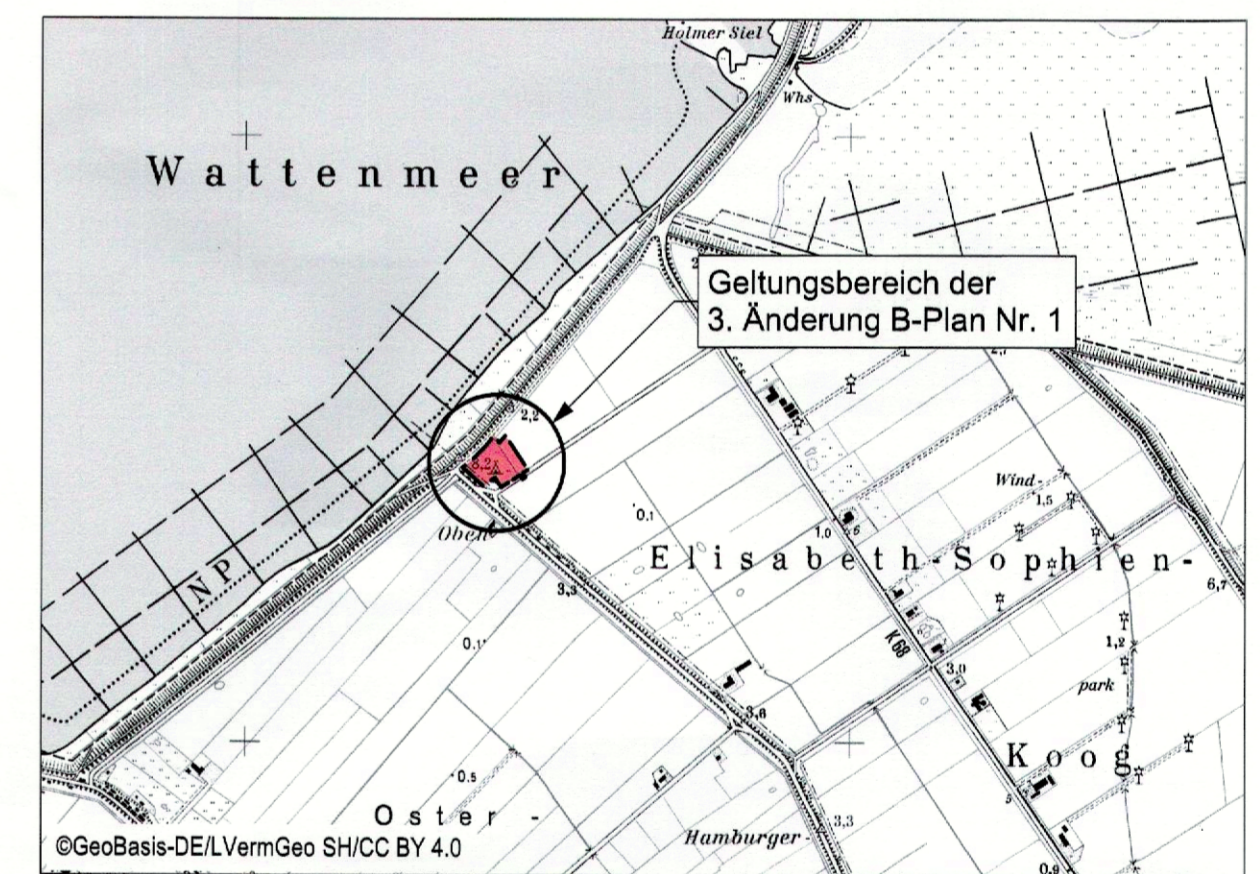 Holmer Siel
Whs
Wattenmeer
Geltungsbereich der
3. Änderung B-Plan Nr. 1
2,2
Wind-
1,5
Oben
0,1
1,0
Elisabeth-Sophien-
NP
3,3
6,7
K68
0,1
1,2
3,0
park
3,6
Koog
0,5
Oster -
Hamburger-
3,3
©GeoBasis-DE/LVermGeo SH/CC BY 4.0
0,9